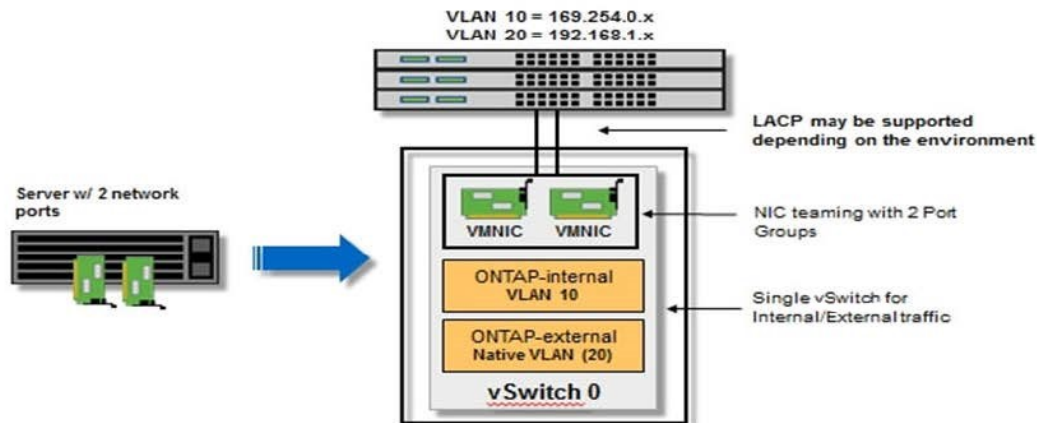 VLAN 10 = 169.254.0.x
VLAN 20 = 192.168.1.x
LACP may be supported
depending on the environment
Server w/ 2 network
ports
VMNIC
VMNIC
NIC teaming with 2 Port
Groups
ONTAP-internal
VLAN 10
Single vSwitch for
Internal/External traffic
ONTAP-external
Native VLAN (20)
vSwitch 0